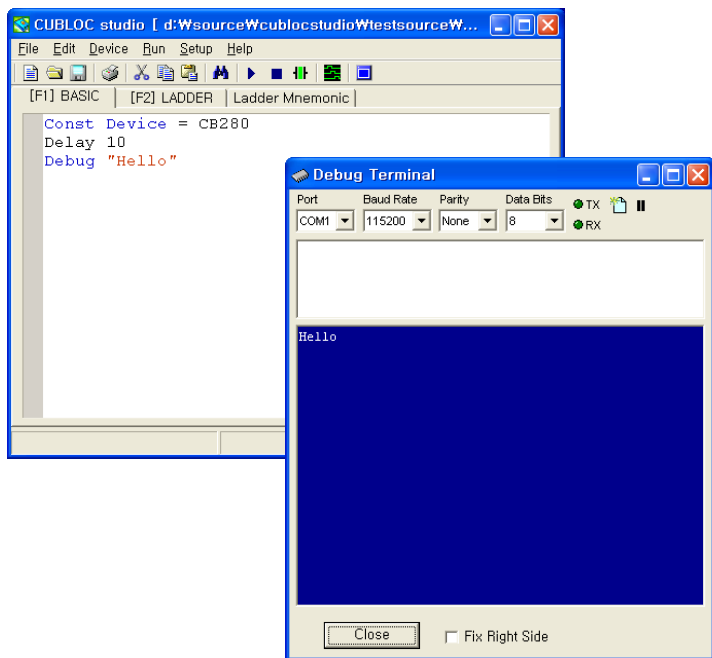 CUBLOC studio [ d:₩source₩cublocstudio₩testsource₩...
File Edit Device Run Setup Help
[F1] BASIC [F2] LADDER Ladder Mnemonic
Const Device = CB280
Delay 10
Debug "Hello"
Debug Terminal
Port Baud Rate Parity Data Bits
COM1 115200 None 8
TX
RX
Hello
Close Fix Right Side